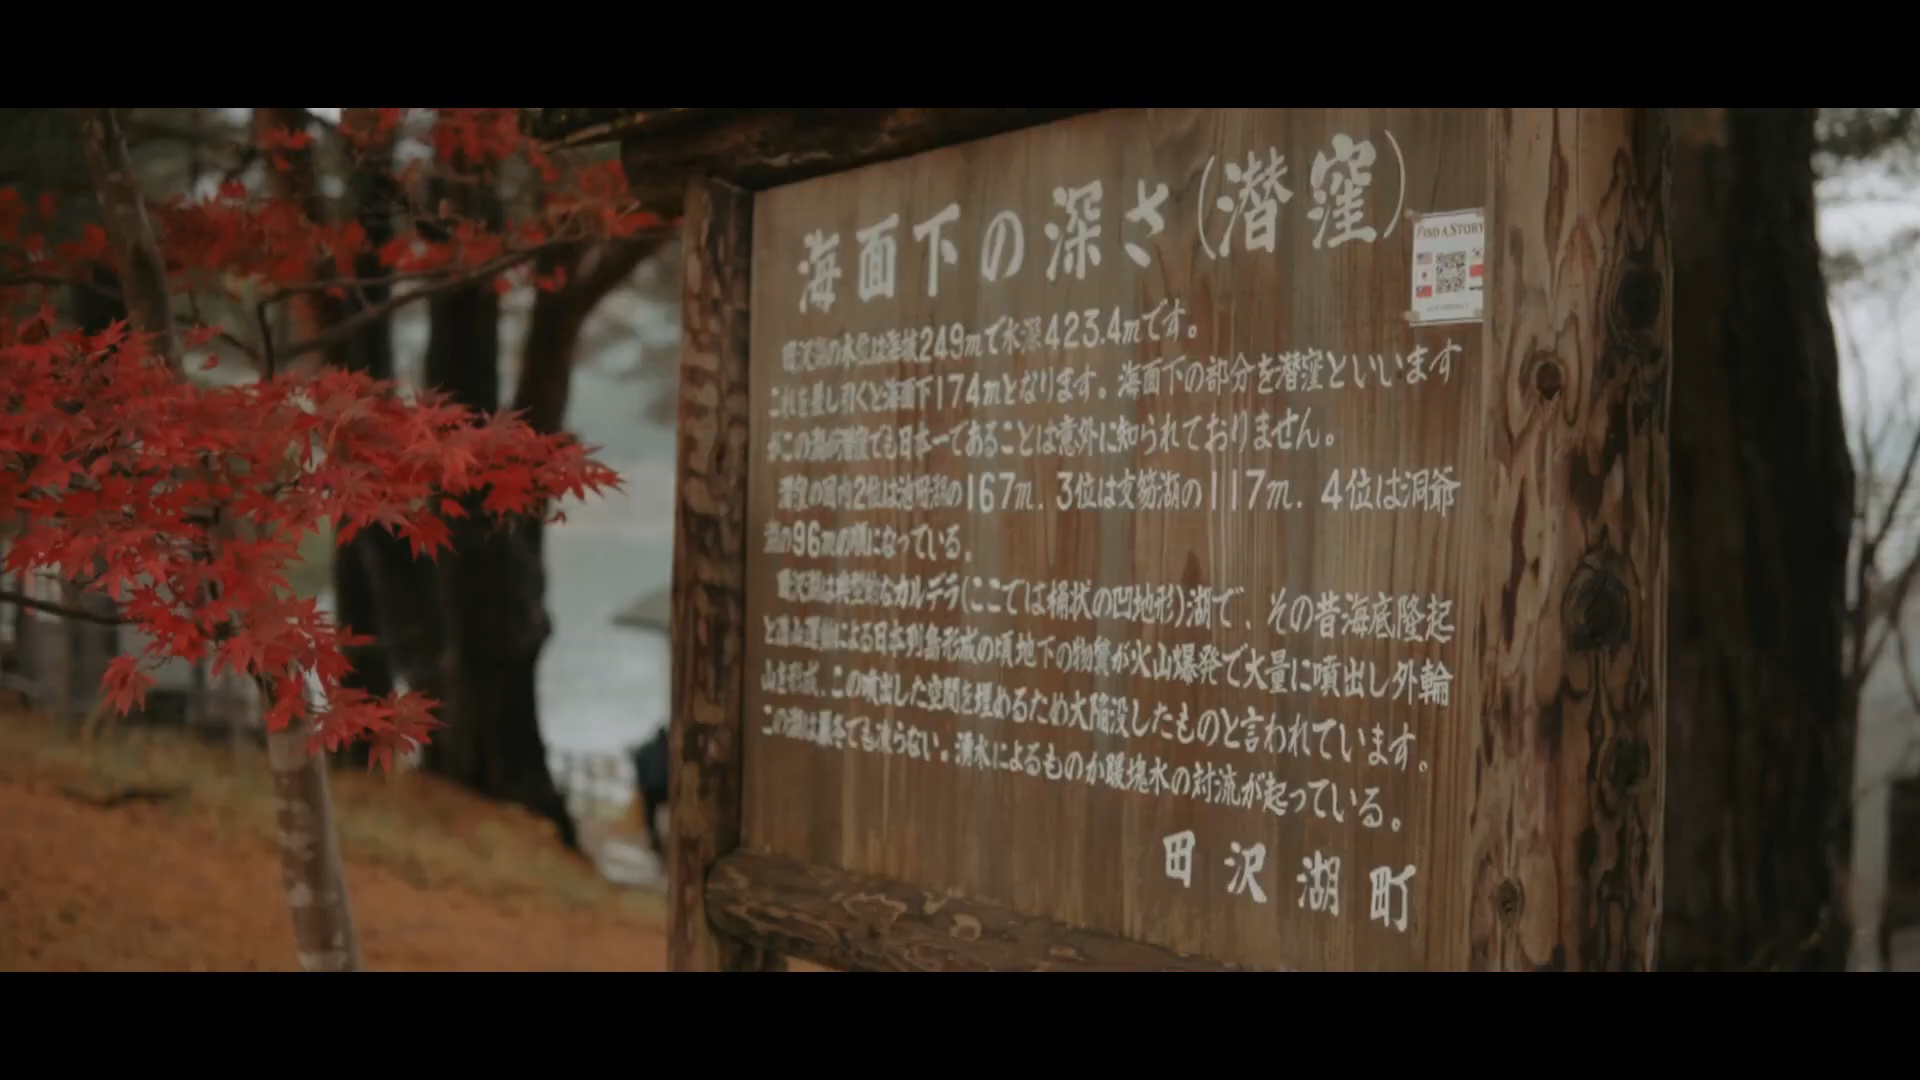 海面下の深さ(潜窪)
FIND A STORY
田沢湖の水位は海抜249mで水深423.4mです。
これを差し引くと海面下174mとなります。海面下の部分を潜窪といいます
がこの湖が潜窪でも日本一であることは意外に知られておりません。
潜窪の国内2位は池田湖の167m. 3位は支笏湖の117m. 4位は洞爺
湖の96mの順になっている。
田沢湖は典型的なカルデラ(ここでは桶状の凹地形)湖で、その昔海底隆起
と造山運動による日本列島形成の頃地下の物質が火山爆発で大量に噴出し外輪
山を形成、この噴出した空間を埋めるため大陥没したものと言われています。
この湖は厳冬でも凍らない。湧水によるものか暖塊水の対流が起っている。
田沢湖町